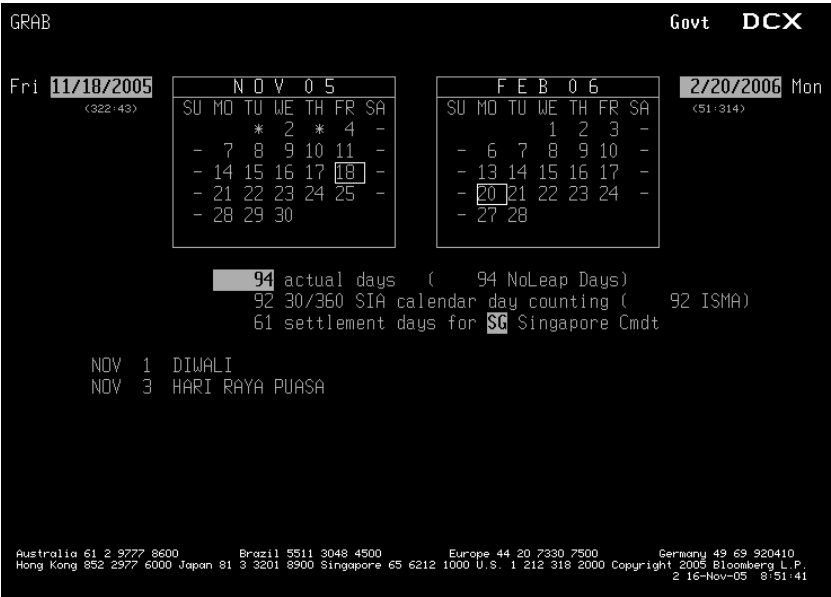 GRAB Govt DCX
Fri 11/18/2005 N O V 0 5 F E B 0 6 2/20/2006 Mon
(322:43) SU MO TU WE TH FR SA SU MO TU WE TH FR SA (51:314)
* 2 * 4 - 1 2 3 -
- 7 8 9 10 11 - - 6 7 8 9 10 -
- 14 15 16 17 18 - - 13 14 15 16 17 -
- 21 22 23 24 25 - - 20 21 22 23 24 -
- 28 29 30 - 27 28
94 actual days ( 94 NoLeap Days)
92 30/360 SIA calendar day counting ( 92 ISMA)
61 settlement days for SG Singapore Cmdt
NOV 1 DIWALI
NOV 3 HARI RAYA PUASA
Australia 61 2 9777 8600 Brazil 5511 3048 4500 Europe 44 20 7330 7500 Germany 49 69 920410
Hong Kong 852 2977 6000 Japan 81 3 3201 8900 Singapore 65 6212 1000 U.S. 1 212 318 2000 Copyright 2005 Bloomberg L.P.
2 16-Nov-05 8:51:41